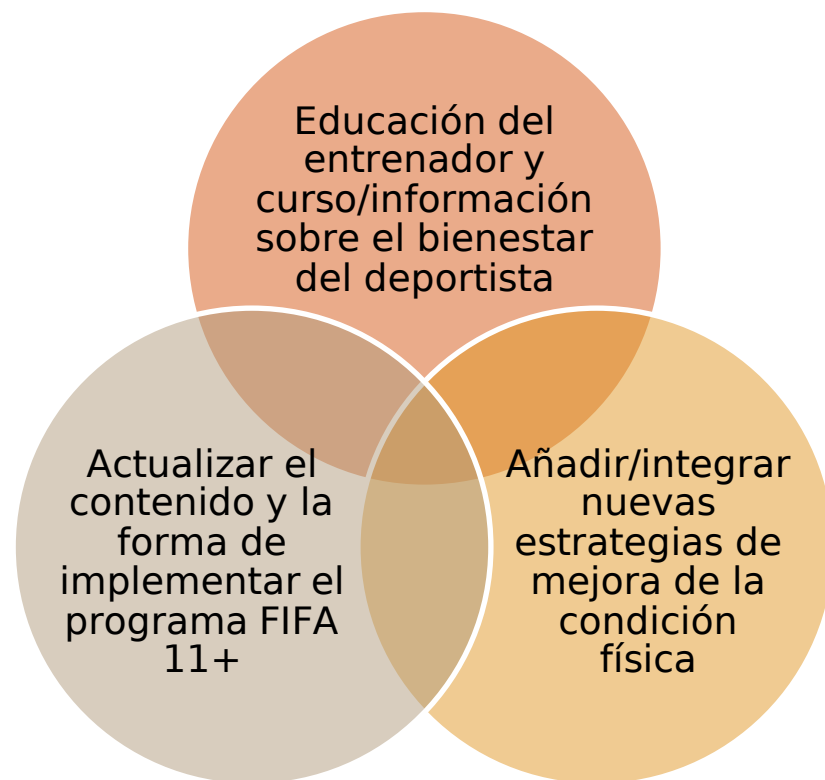 Educación del
entrenador y
curso/información
sobre el bienestar
del deportista
Actualizar el
contenido y la
forma de
implementar el
programa FIFA
11+
Añadir/integrar
nuevas
estrategias de
mejora de la
condición
física